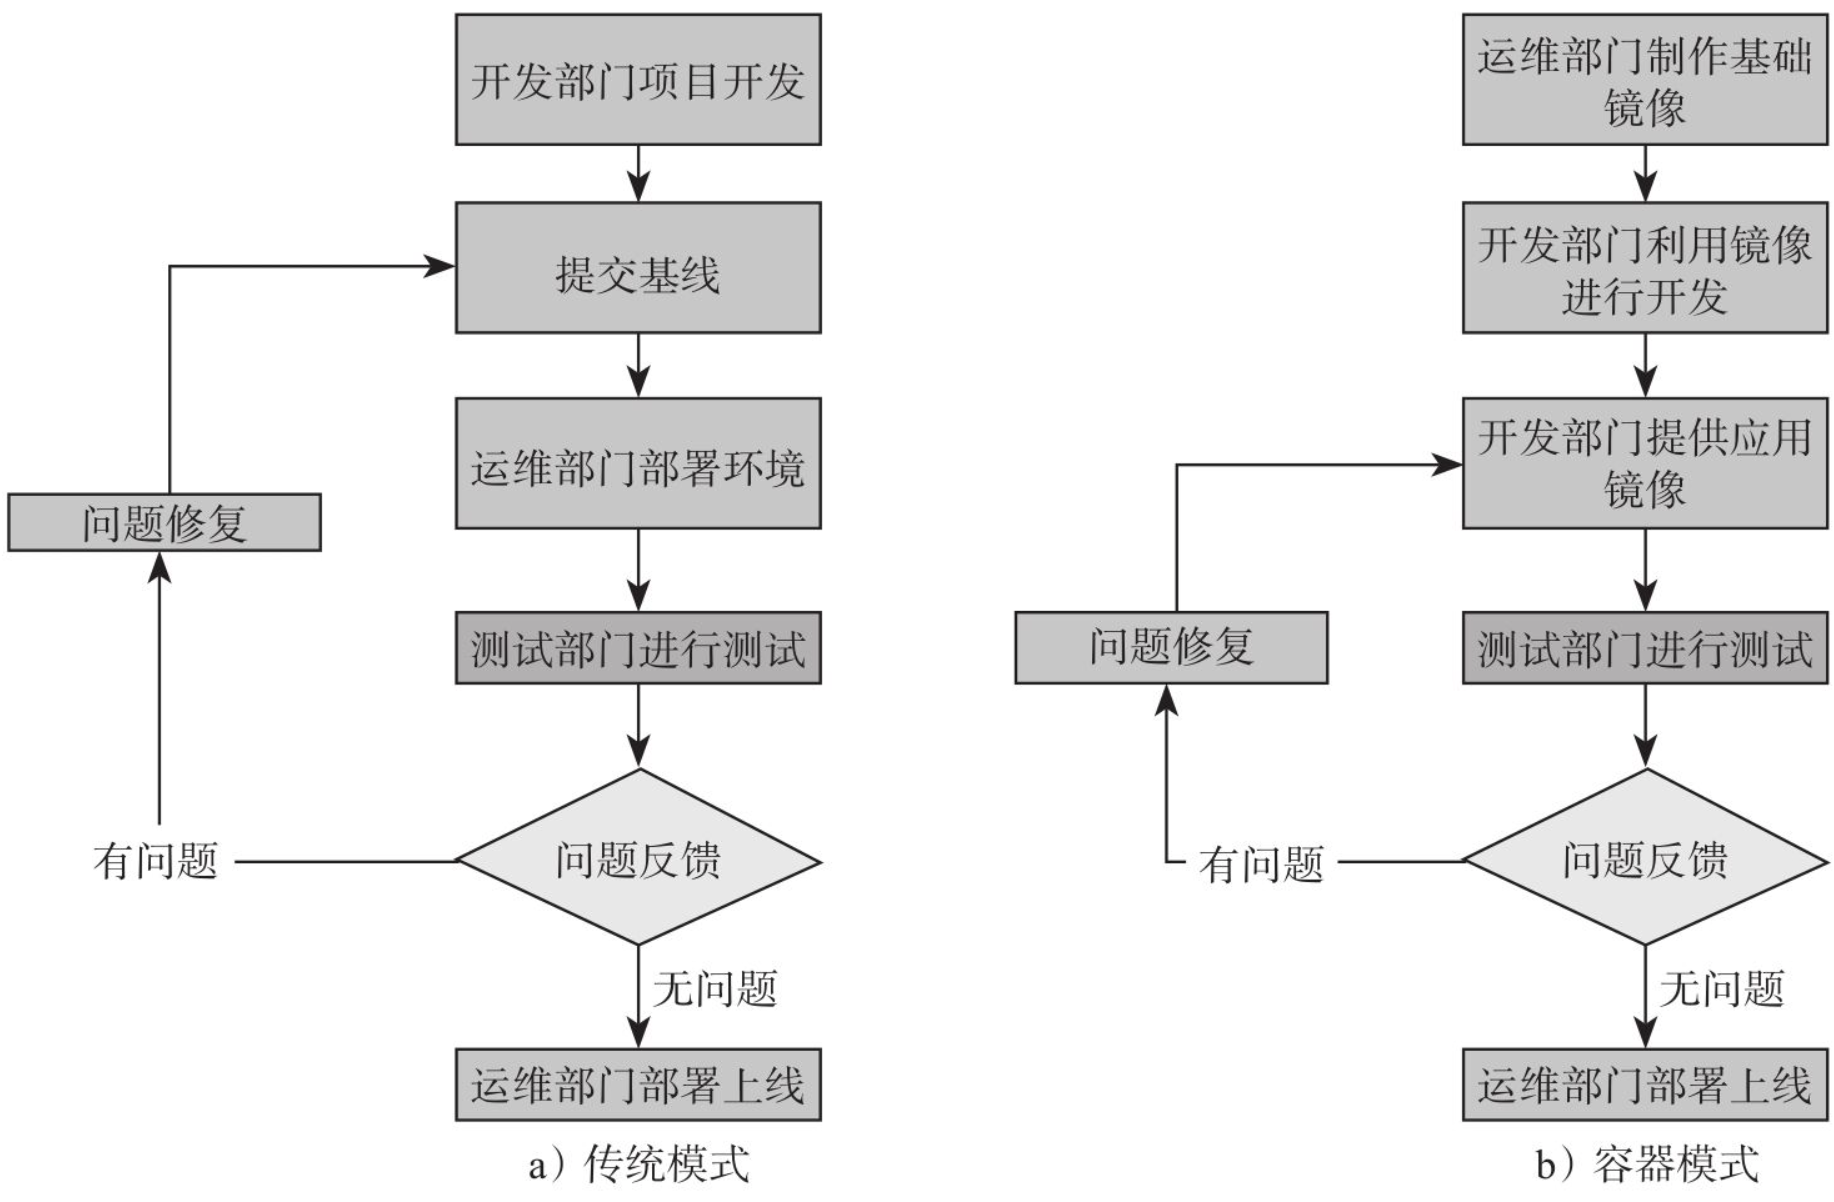 开发部门项目开发
提交基线
运维部门部署环境
问题修复
测试部门进行测试
有问题
问题反馈
无问题
运维部门部署上线
a）传统模式
运维部门制作基础
镜像
开发部门利用镜像
进行开发
开发部门提供应用
镜像
问题修复
测试部门进行测试
有问题
问题反馈
无问题
运维部门部署上线
b）容器模式